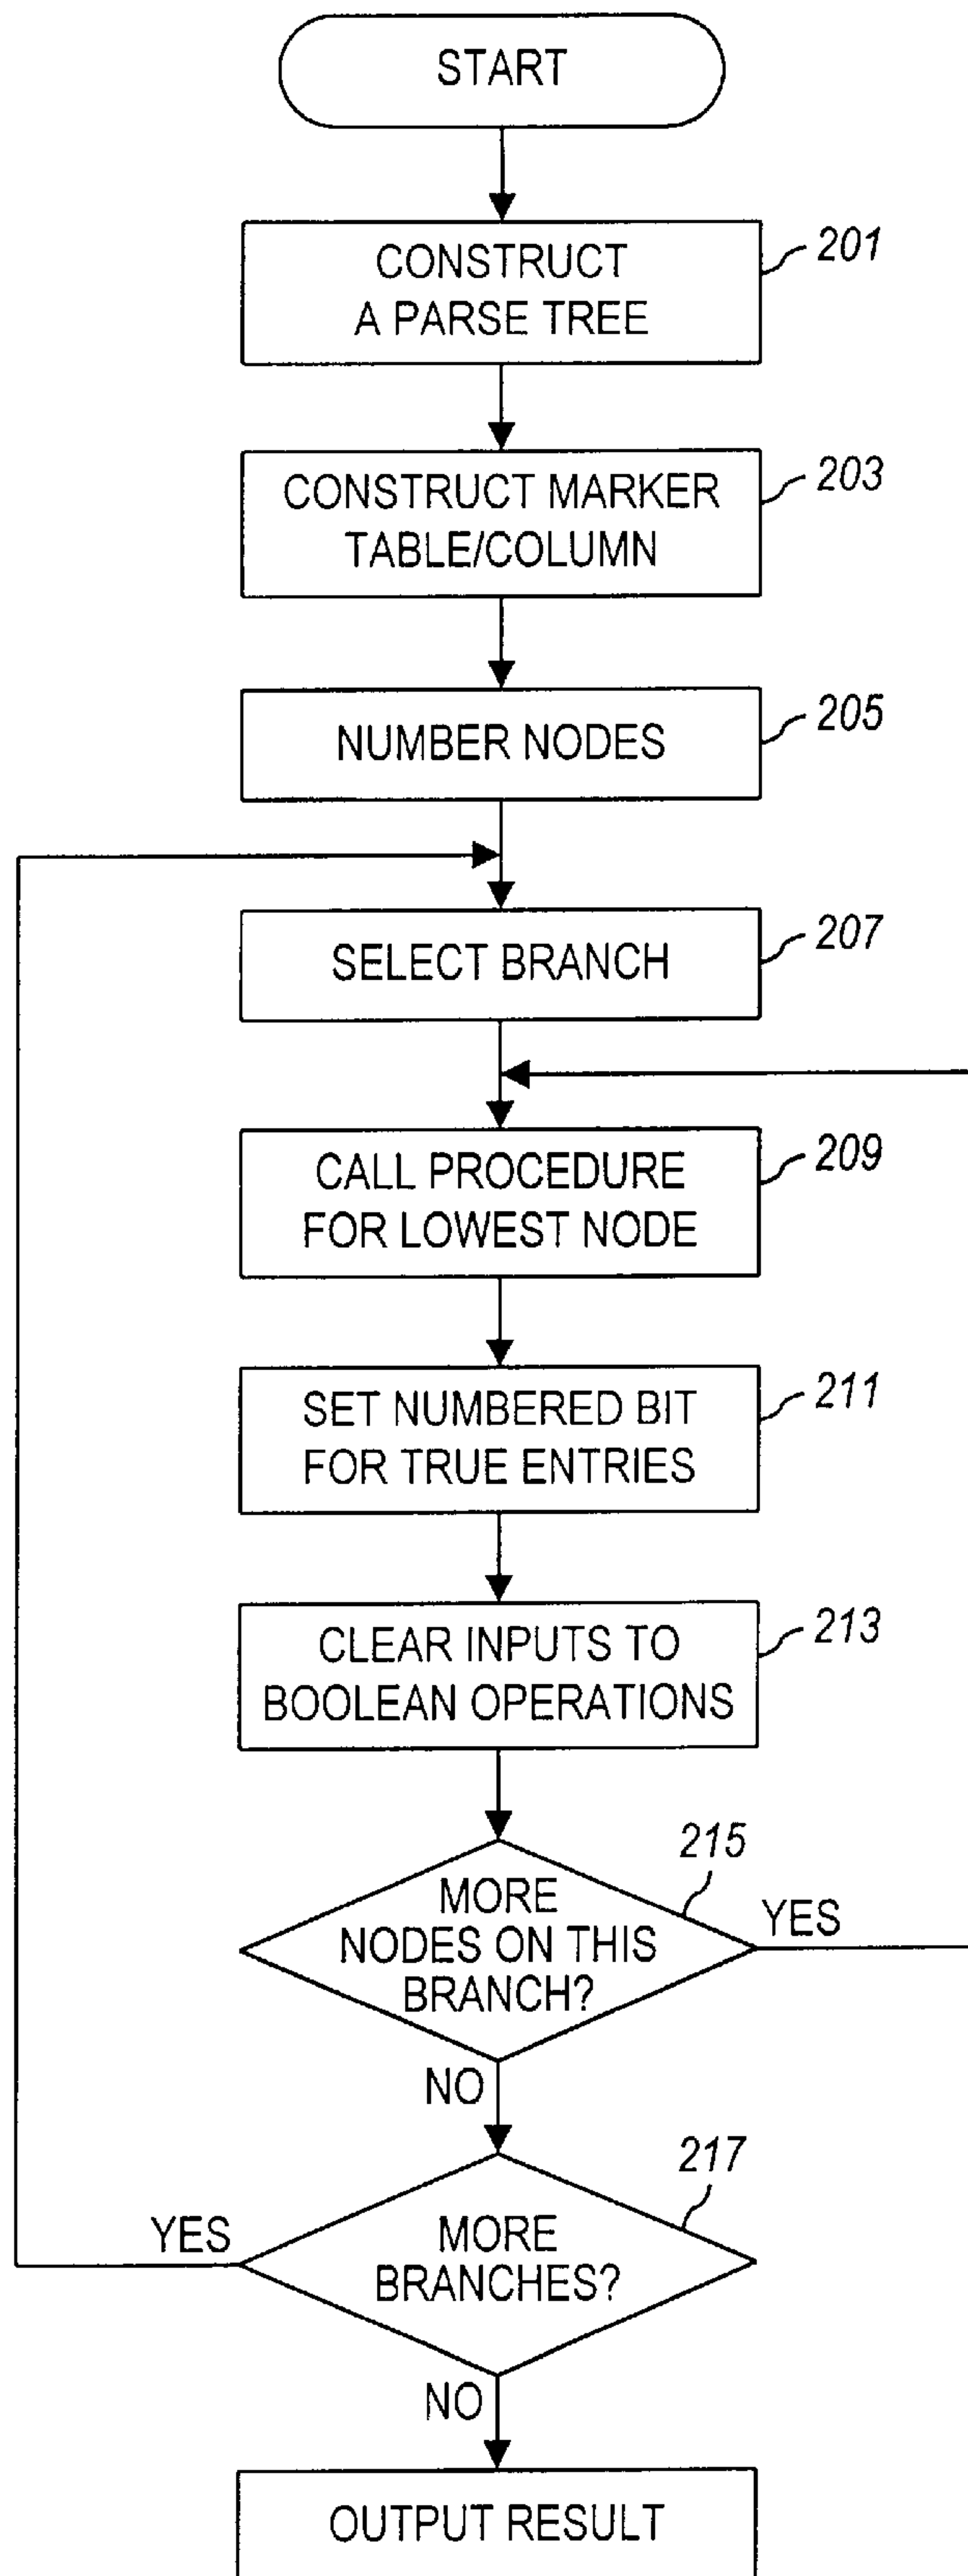 START
CONSTRUCT
A PARSE TREE
201
CONSTRUCT MARKER
TABLE/COLUMN
203
NUMBER NODES
205
SELECT BRANCH
207
CALL PROCEDURE
FOR LOWEST NODE
209
SET NUMBERED BIT
FOR TRUE ENTRIES
211
CLEAR INPUTS TO
BOOLEAN OPERATIONS
213
MORE
NODES ON THIS
BRANCH?
215
YES
NO
MORE
BRANCHES?
217
YES
NO
OUTPUT RESULT